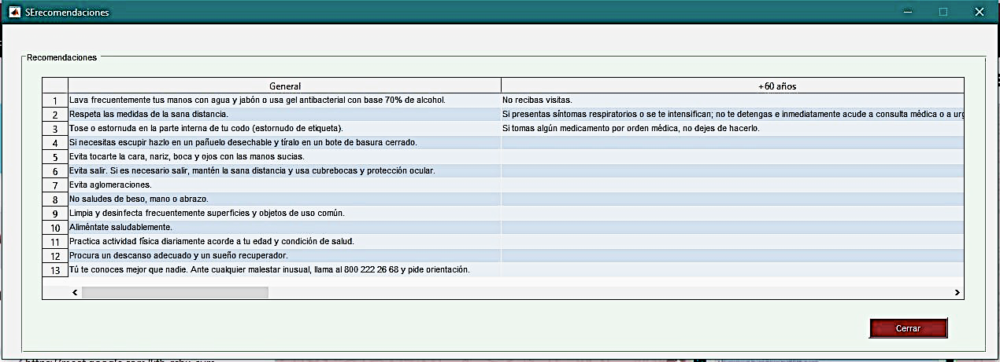 SErecomendaciones
Recomendaciones
General +60 años
1 Lava frecuentemente tus manos con agua y jabón o usa gel antibacterial con base 70% de alcohol. No recibas visitas.
2 Respeta las medidas de la sana distancia. Si presentas síntomas respiratorios o se te intensifican; no te detengas e inmediatamente acude a consulta médica o a urg
3 Tose o estornuda en la parte interna de tu codo (estornudo de etiqueta). Si tomas algún medicamento por orden médica, no dejes de hacerlo.
4 Si necesitas escupir hazlo en un pañuelo desechable y tíralo en un bote de basura cerrado.
5 Evita tocarte la cara, nariz, boca y ojos con las manos sucias.
6 Evita salir. Si es necesario salir, mantén la sana distancia y usa cubrebocas y protección ocular.
7 Evita aglomeraciones.
8 No saludes de beso, mano o abrazo.
9 Limpia y desinfecta frecuentemente superficies y objetos de uso común.
10 Aliméntate saludablemente.
11 Practica actividad física diariamente acorde a tu edad y condición de salud.
12 Procura un descanso adecuado y un sueño recuperador.
13 Tú te conoces mejor que nadie. Ante cualquier malestar inusual, llama al 800 222 26 68 y pide orientación.
Cerrar